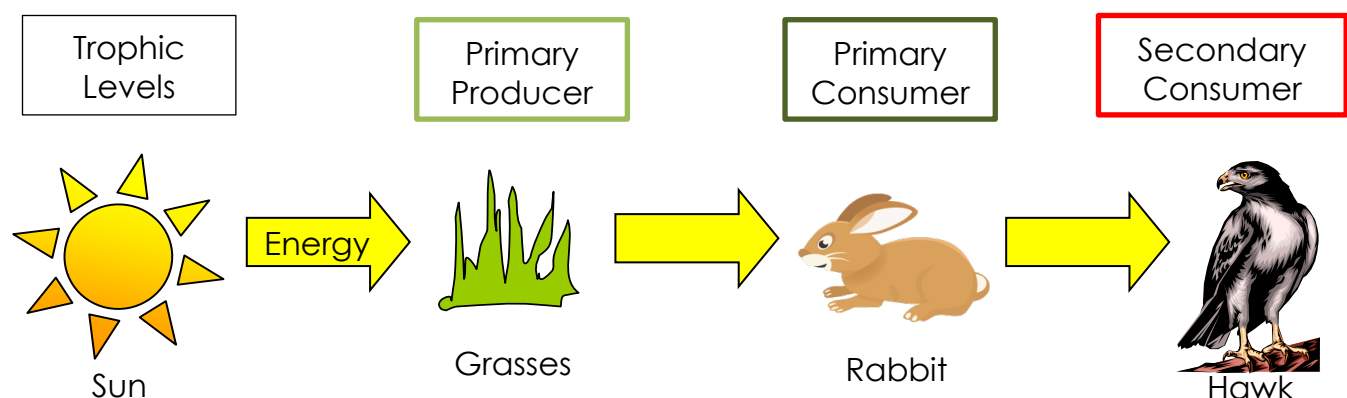 Trophic
Levels
Primary
Producer
Primary
Consumer
Secondary
Consumer
Energy
Sun
Grasses
Rabbit
Hawk